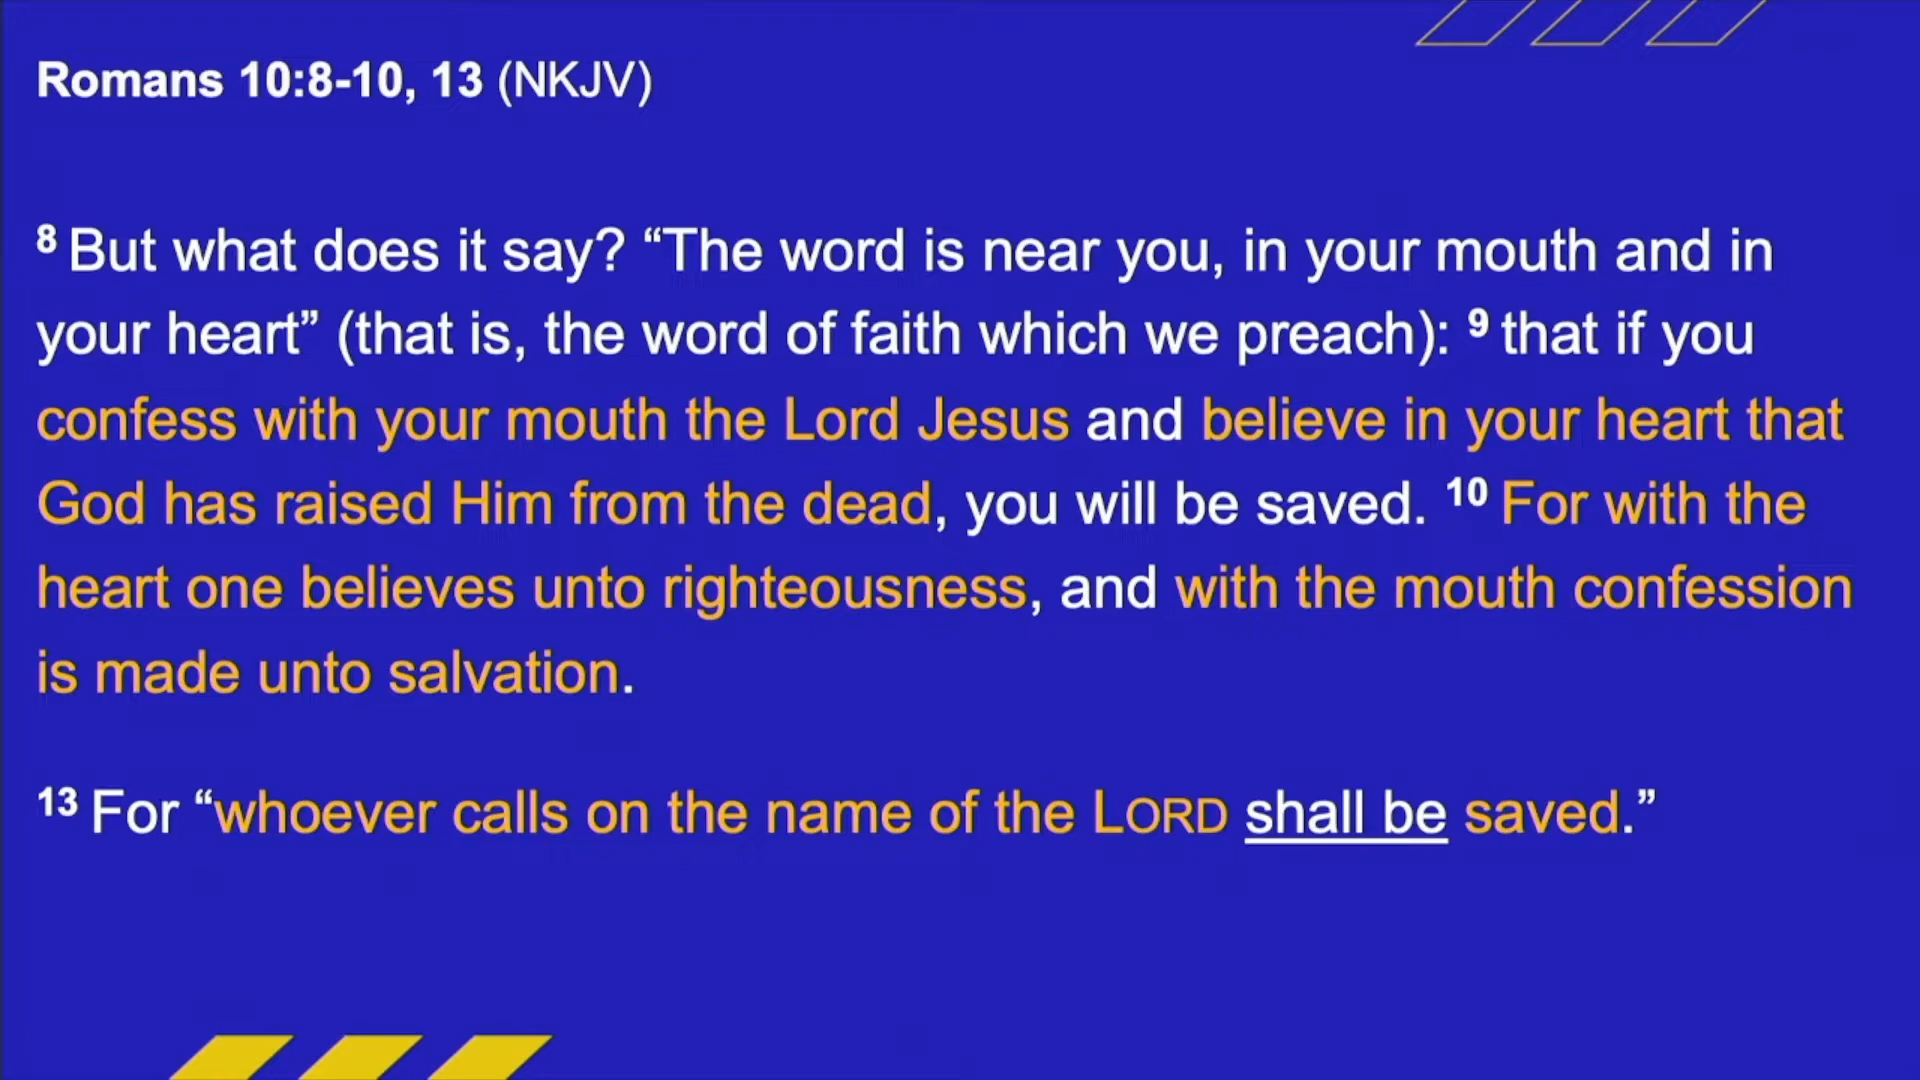 Romans 10:8-10, 13 (NKJV)
8 But what does it say? “The word is near you, in your mouth and in
your heart” (that is, the word of faith which we preach): 9 that if you
confess with your mouth the Lord Jesus and believe in your heart that
God has raised Him from the dead, you will be saved. 10 For with the
heart one believes unto righteousness, and with the mouth confession
is made unto salvation.
13 For “whoever calls on the name of the LORD shall be saved.”